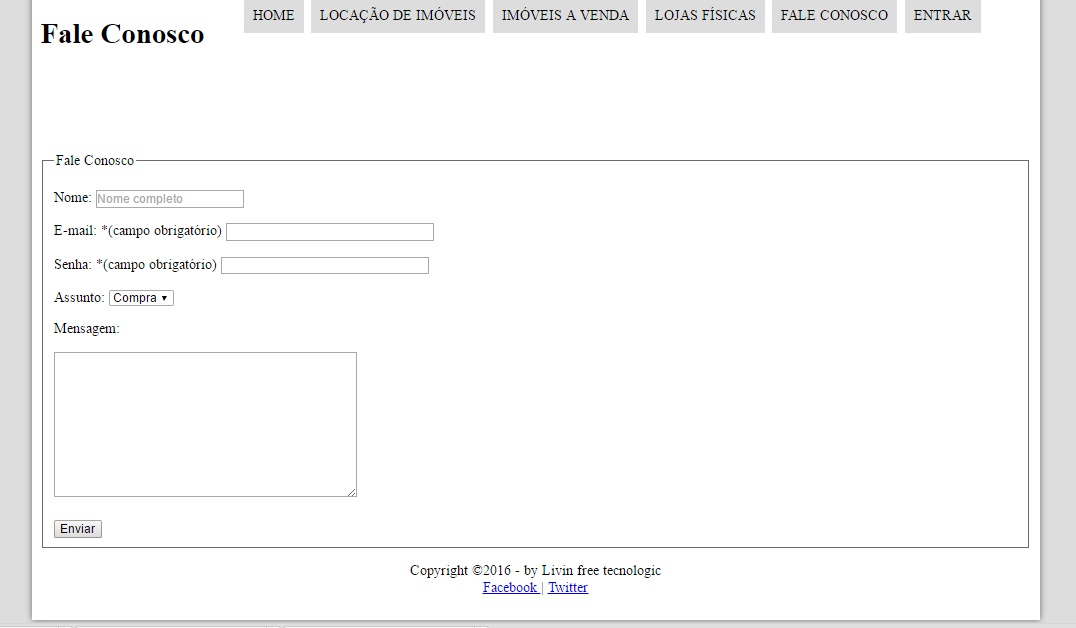 HOME LOCAÇÃO DE IMÓVEIS IMÓVEIS A VENDA LOJAS FÍSICAS FALE CONOSCO ENTRAR
Fale Conosco
Fale Conosco
Nome: Nome completo
E-mail: *(campo obrigatório)
Senha: *(campo obrigatório)
Assunto: Compra
Mensagem:
Enviar
Copyright ©2016 - by Livin free tecnologic
Facebook | Twitter